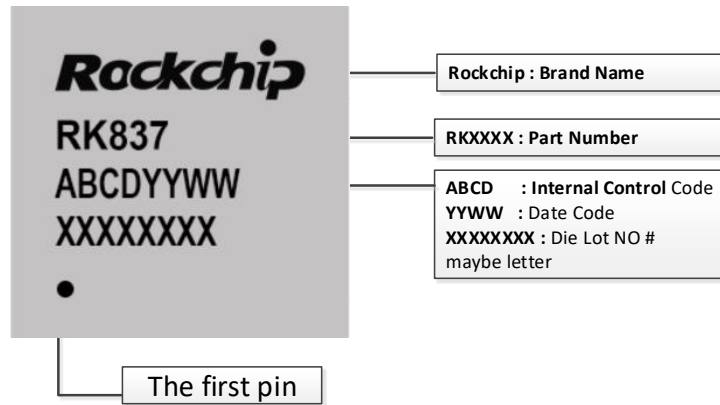 Rockchip
RK837
ABCDYYWW
XXXXXXXX
Rockchip : Brand Name
RKXXXX : Part Number
ABCD : Internal Control Code
YYWW : Date Code
XXXXXXXX : Die Lot NO #
maybe letter
The first pin